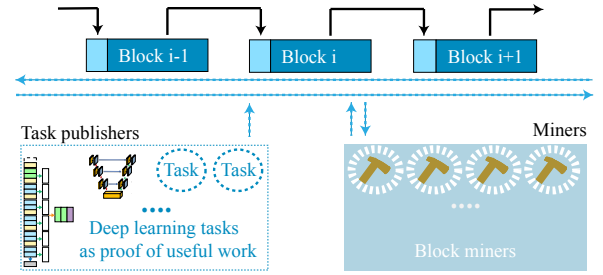 Block i-1
Block i
Block i+1
Task publishers
Miners
Task
Task
Deep learning tasks
as proof of useful work
Block miners